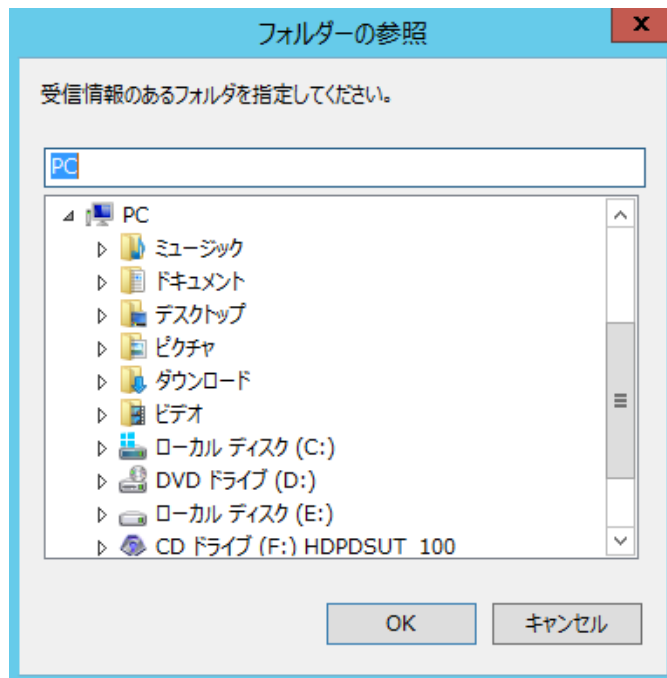 フォルダーの参照
x
受信情報のあるフォルダを指定してください。
PC
PC
ミュージック
ドキュメント
デスクトップ
ピクチャ
ダウンロード
ビデオ
ローカル ディスク (C:)
DVD ドライブ (D:)
ローカル ディスク (E:)
CD ドライブ (F:) HDPDSUT_100
OK
キャンセル